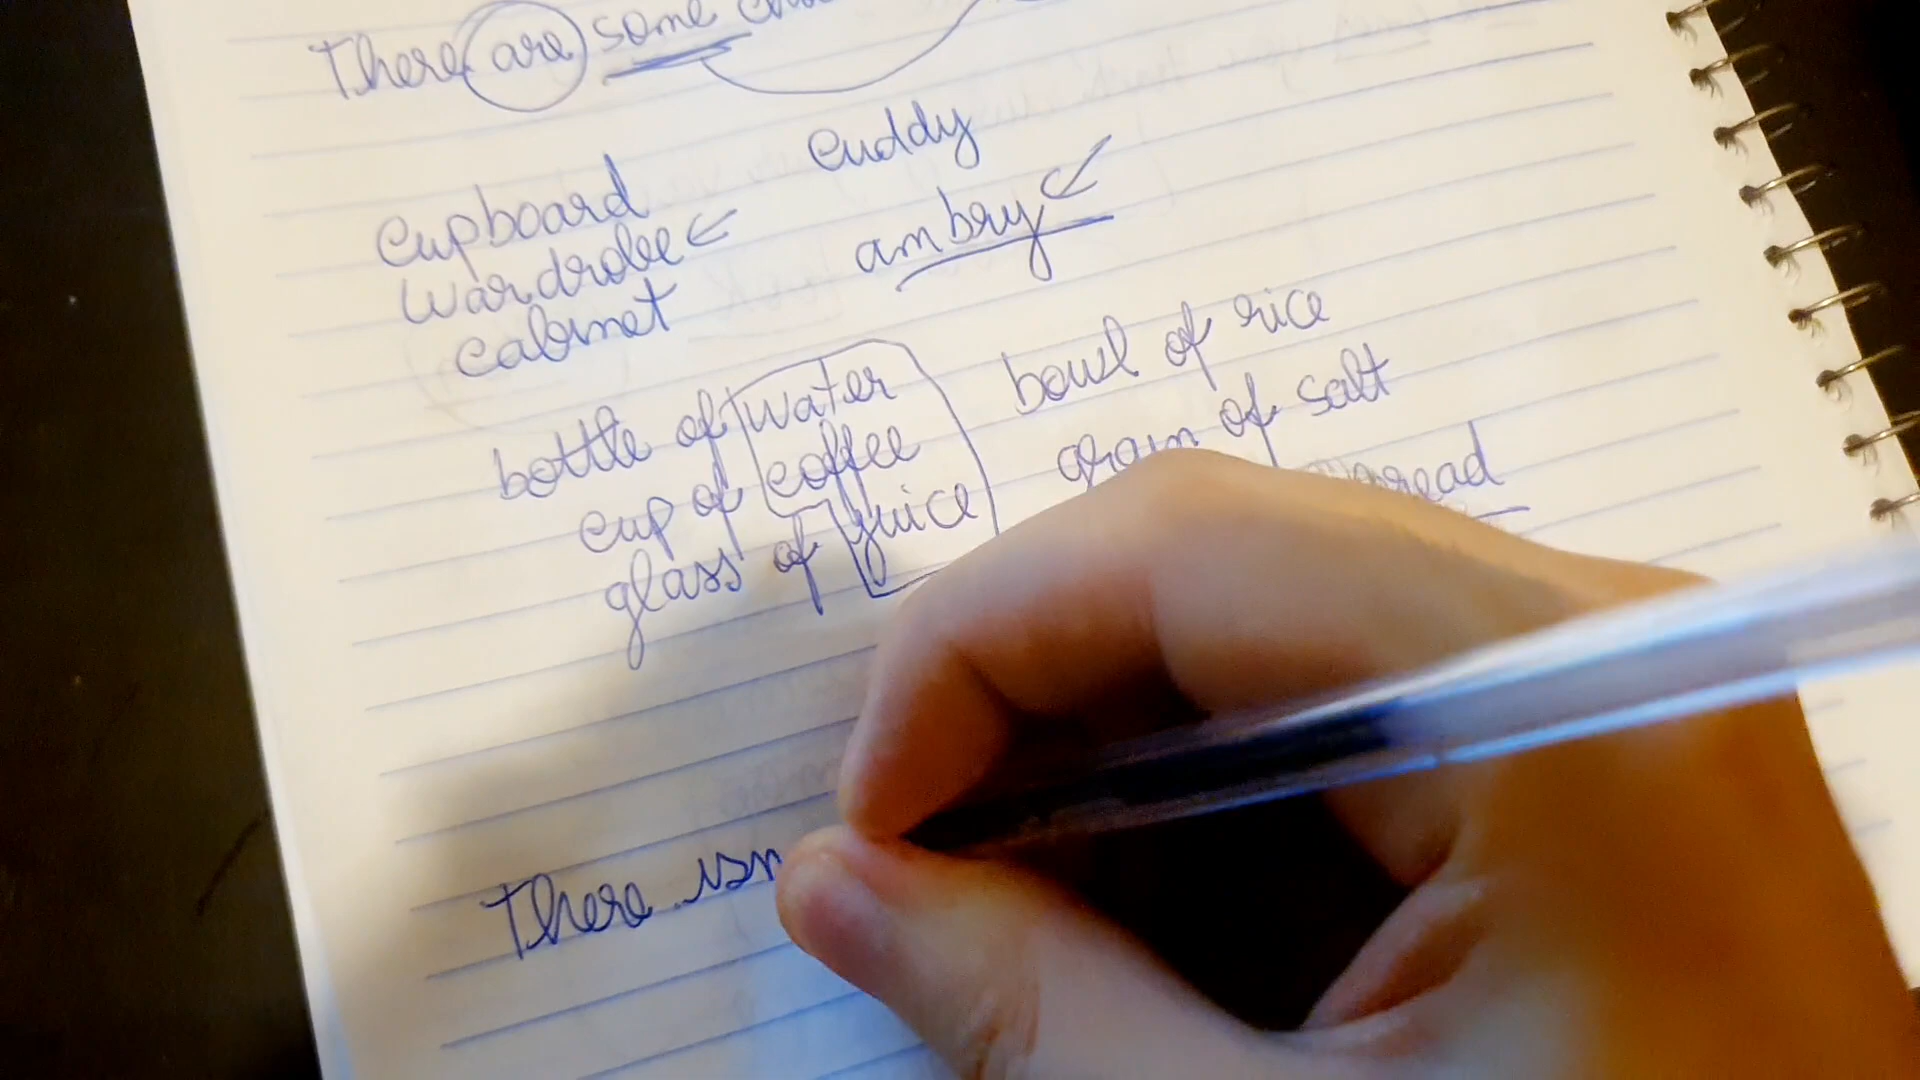 There are some
cuddy
cupboard
wardrobe
ambry
cabinet
bottle of water
cup of coffee
glass of juice
bowl of rice
grain of salt
There isn